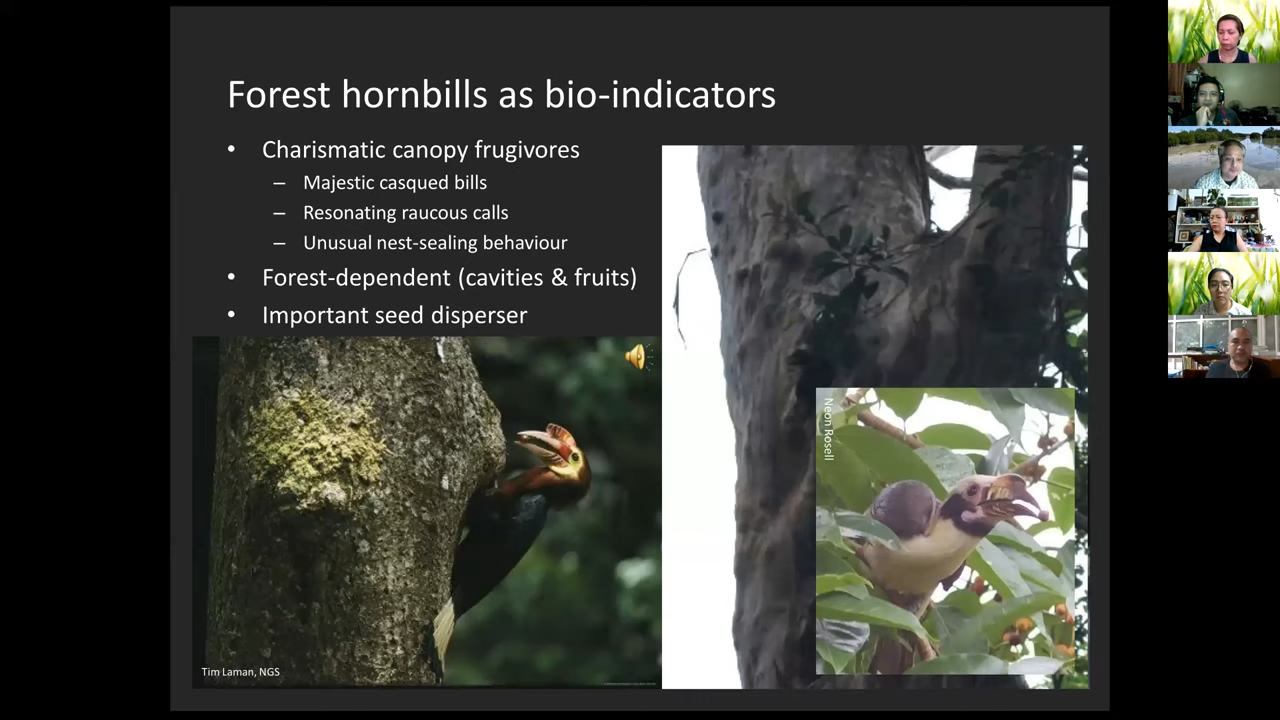 Forest hornbills as bio-indicators
• Charismatic canopy frugivores
– Majestic casqued bills
– Resonating raucous calls
– Unusual nest-sealing behaviour
• Forest-dependent (cavities & fruits)
• Important seed disperser
Tim Laman, NGS
Neon Rosell